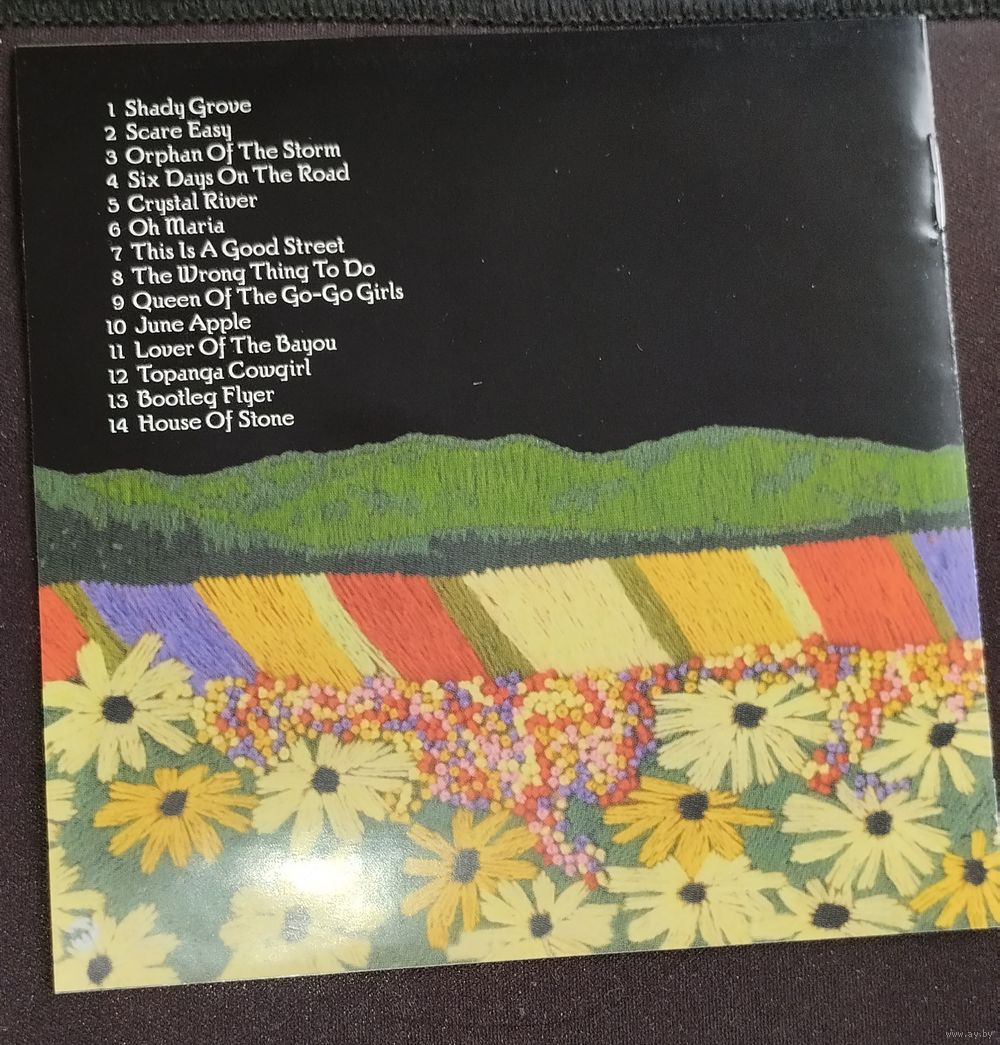 1 Shady Grove
2 Scare Easy
3 Orphan Of The Storm
4 Six Days On The Road
5 Crystal River
6 Oh Maria
7 This Is A Good Street
8 The Wrong Thing To Do
9 Queen Of The Go-Go Girls
10 June Apple
11 Lover Of The Bayou
12 Topanga Cowgirl
13 Bootleg Flyer
14 House Of Stone
www.ay.by